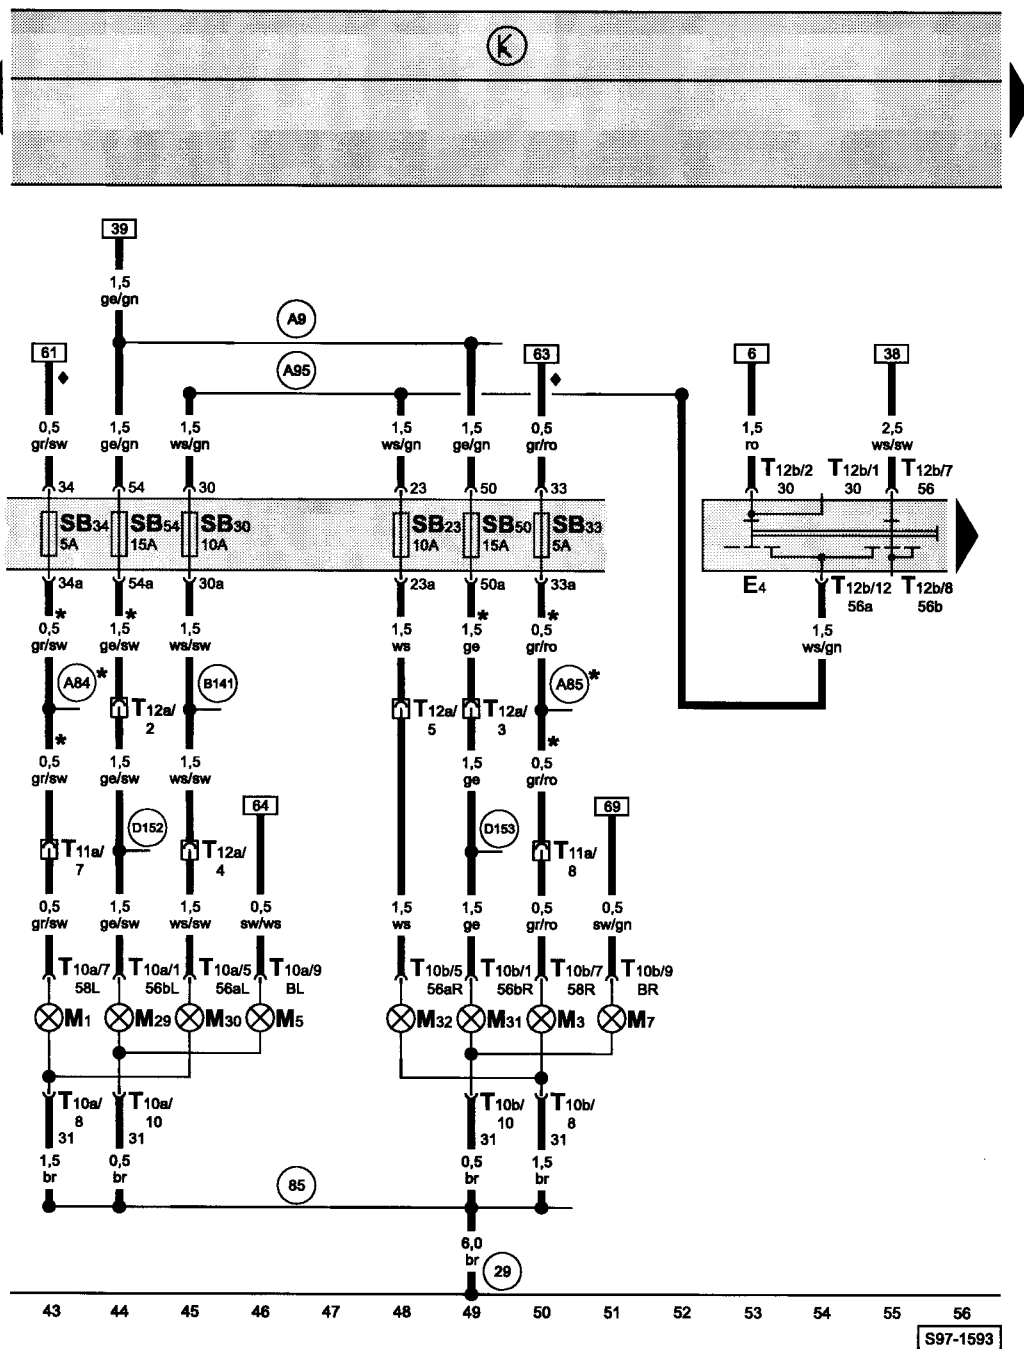 K
39
1,5
ge/gn
A9
61
A95
63
6
38
0,5 1,5 1,5 1,5 1,5 0,5 1,5 2,5
gr/sw ge/gn ws/gn ws/gn ge/gn gr/ro ro ws/sw
T12b/2 T12b/1 T12b/7
34 54 30 23 50 33 30 30 56
SB34 SB54 SB30 SB23 SB50 SB33
5A 15A 10A 10A 15A 5A
34a 54a 30a 23a 50a 33a E4 T12b/12 T12b/8
56a 56b
* * * *
0,5 1,5 1,5 1,5 1,5 0,5 1,5
gr/sw ge/sw ws/sw ws ge gr/ro ws/gn
A84 * B141 A85 *
T12a/ T12a/ T12a/
2 5 3
* *
0,5 1,5 1,5 1,5 0,5
gr/sw ge/sw ws/sw ge gr/ro
64 69
D152 D153
T11a/ T12a/ T11a/
7 4 8
0,5 1,5 1,5 0,5 1,5 1,5 0,5 0,5
gr/sw ge/sw ws/sw sw/ws ws ge gr/ro sw/gn
T10a/7 T10a/1 T10a/5 T10a/9 T10b/5 T10b/1 T10b/7 T10b/9
58L 56bL 56aL BL 56aR 56bR 58R BR
M1 M29 M30 M5 M32 M31 M3 M7
T10a/ T10a/ T10b/ T10b/
8 10 10 8
31 31 31 31
1,5 0,5 0,5 1,5
br br br br
85
6,0
br
29
43 44 45 46 47 48 49 50 51 52 53 54 55 56
S97-1593